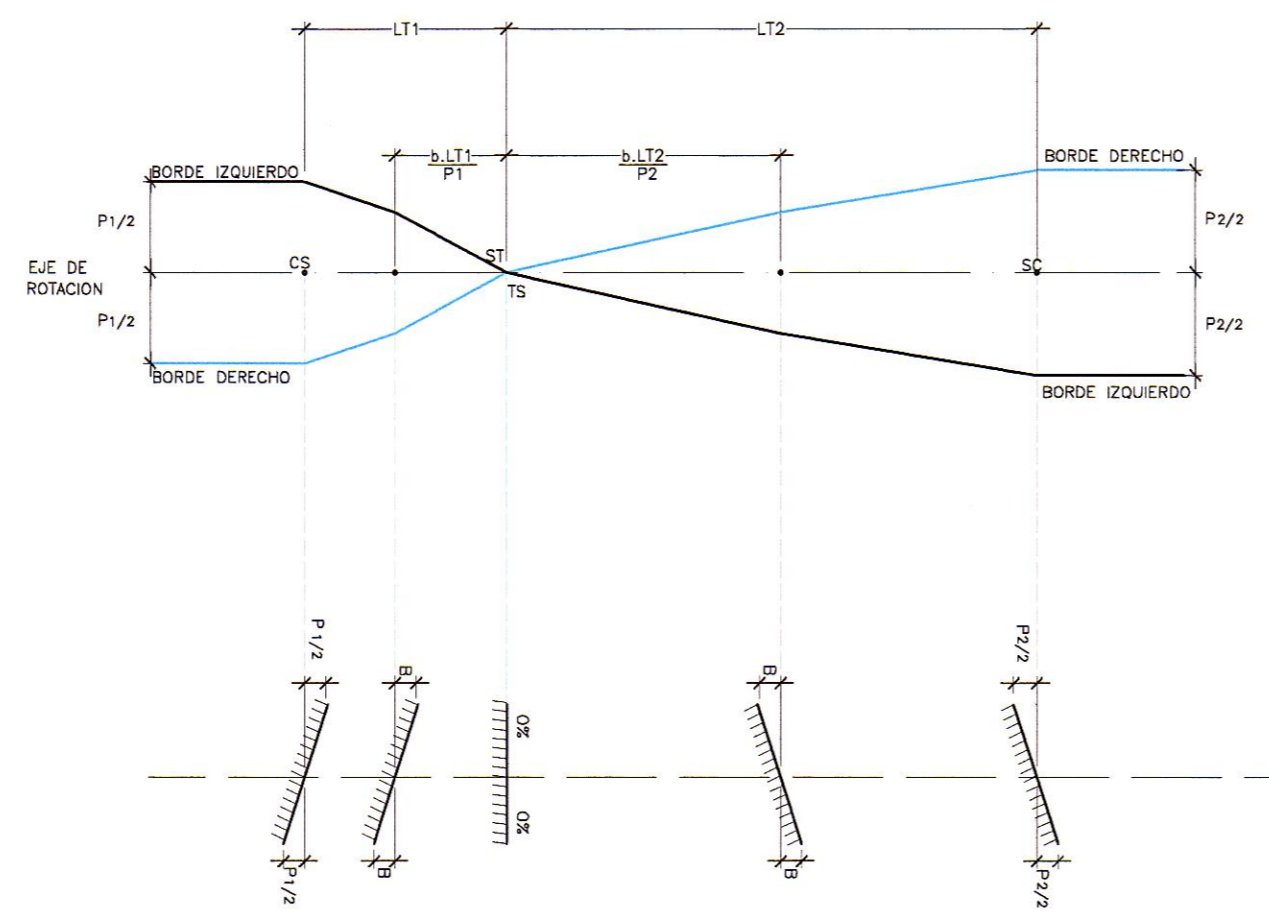 LT1
LT2
b.LT1
P1
b.LT2
P2
BORDE IZQUIERDO
BORDE DERECHO
P1/2
P2/2
EJE DE
ROTACION
CS
ST
TS
SC
P1/2
P2/2
BORDE DERECHO
BORDE IZQUIERDO
P1/2
B
0%
B
P2/2
0%
P1/2
B
B
P2/2